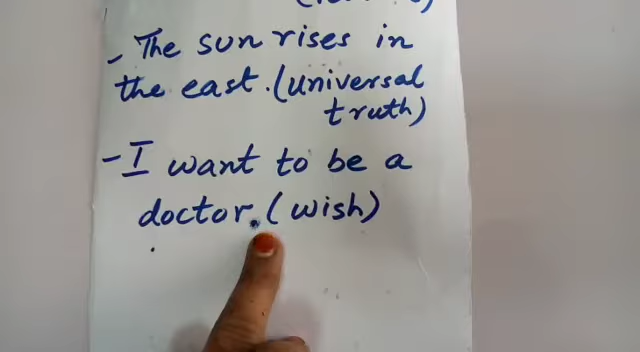 - The sun rises in
the east. (universal
truth)
- I want to be a
doctor. (wish)